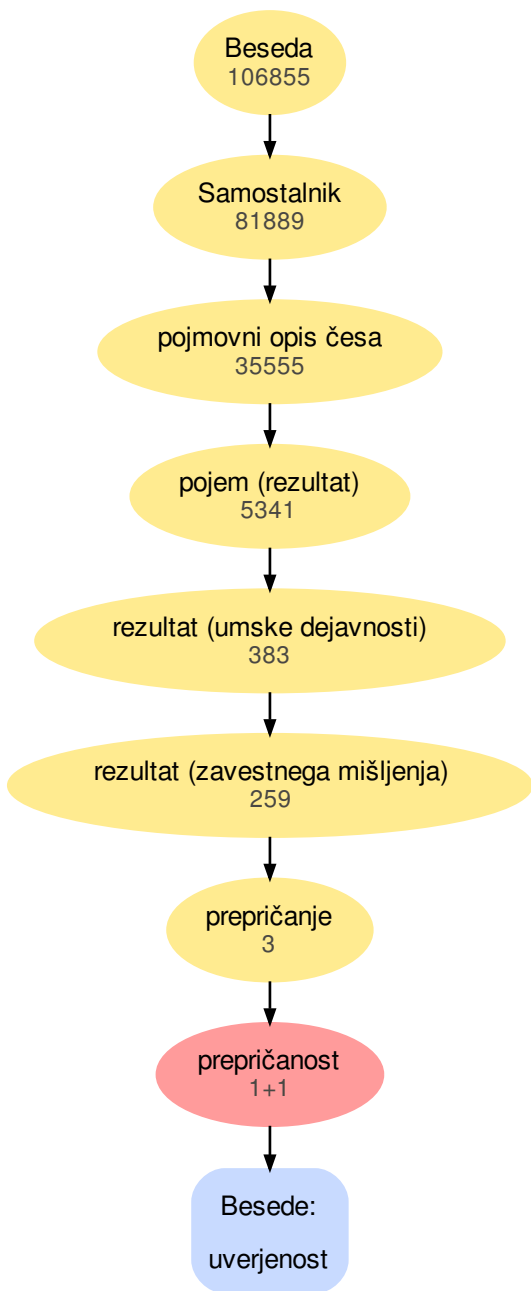 Beseda
106855
Samostalnik
81889
pojmovni opis česa
35555
pojem (rezultat)
5341
rezultat (umske dejavnosti)
383
rezultat (zavestnega mišljenja)
259
prepričanje
3
prepričanost
1+1
Besede:
uverjenost